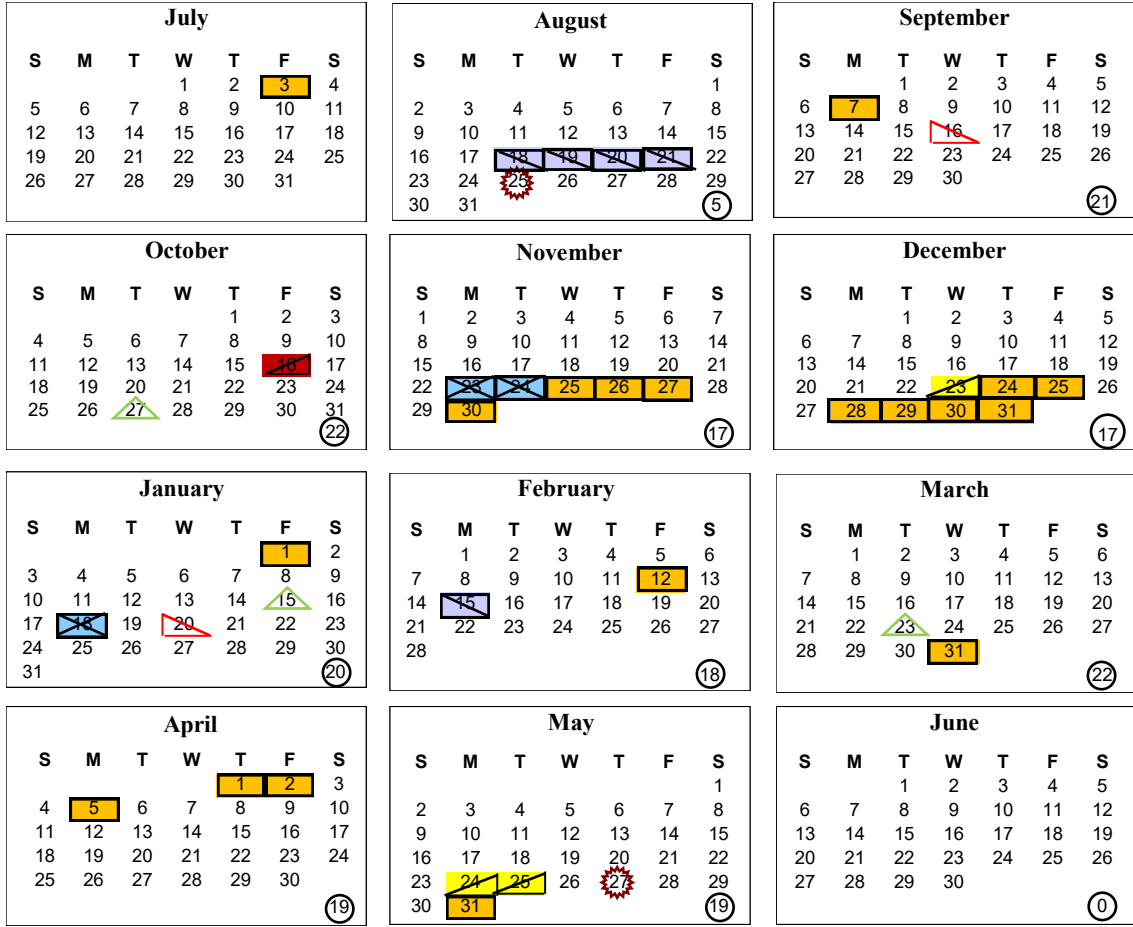 July
S M T W T F S
1 2 3 4
5 6 7 8 9 10 11
12 13 14 15 16 17 18
19 20 21 22 23 24 25
26 27 28 29 30 31
August
S M T W T F S
1
2 3 4 5 6 7 8
9 10 11 12 13 14 15
16 17 18 19 20 21 22
23 24 25 26 27 28 29
30 31
5
September
S M T W T F S
1 2 3 4 5
6 7 8 9 10 11 12
13 14 15 16 17 18 19
20 21 22 23 24 25 26
27 28 29 30
21
October
S M T W T F S
1 2 3
4 5 6 7 8 9 10
11 12 13 14 15 16 17
18 19 20 21 22 23 24
25 26 27 28 29 30 31
22
November
S M T W T F S
1 2 3 4 5 6 7
8 9 10 11 12 13 14
15 16 17 18 19 20 21
22 23 24 25 26 27 28
29 30
17
December
S M T W T F S
1 2 3 4 5
6 7 8 9 10 11 12
13 14 15 16 17 18 19
20 21 22 23 24 25 26
27 28 29 30 31
17
January
S M T W T F S
1 2
3 4 5 6 7 8 9
10 11 12 13 14 15 16
17 18 19 20 21 22 23
24 25 26 27 28 29 30
31
20
February
S M T W T F S
1 2 3 4 5 6
7 8 9 10 11 12 13
14 15 16 17 18 19 20
21 22 23 24 25 26 27
28
18
March
S M T W T F S
1 2 3 4 5 6
7 8 9 10 11 12 13
14 15 16 17 18 19 20
21 22 23 24 25 26 27
28 29 30 31
22
April
S M T W T F S
1 2 3
4 5 6 7 8 9 10
11 12 13 14 15 16 17
18 19 20 21 22 23 24
25 26 27 28 29 30
19
May
S M T W T F S
1
2 3 4 5 6 7 8
9 10 11 12 13 14 15
16 17 18 19 20 21 22
23 24 25 26 27 28 29
30 31
19
June
S M T W T F S
1 2 3 4 5
6 7 8 9 10 11 12
13 14 15 16 17 18 19
20 21 22 23 24 25 26
27 28 29 30
0